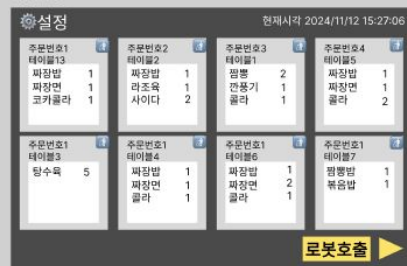 설정
현재시각 2024/11/12 15:27:06
주문번호1
테이블13
짜장밥 1
짜장면 1
코카콜라 1
주문번호2
테이블2
짜장밥 1
라조육 1
사이다 2
주문번호3
테이블1
짬뽕 2
깐풍기 1
콜라 1
주문번호4
테이블5
짜장밥 1
짜장면 1
콜라 2
주문번호1
테이블3
탕수육 5
주문번호1
테이블4
짜장밥 1
짜장면 1
콜라 1
주문번호1
테이블6
짜장밥 1
짜장면 2
콜라 1
주문번호1
테이블7
짬뽕밥 1
볶음밥 1
로봇호출